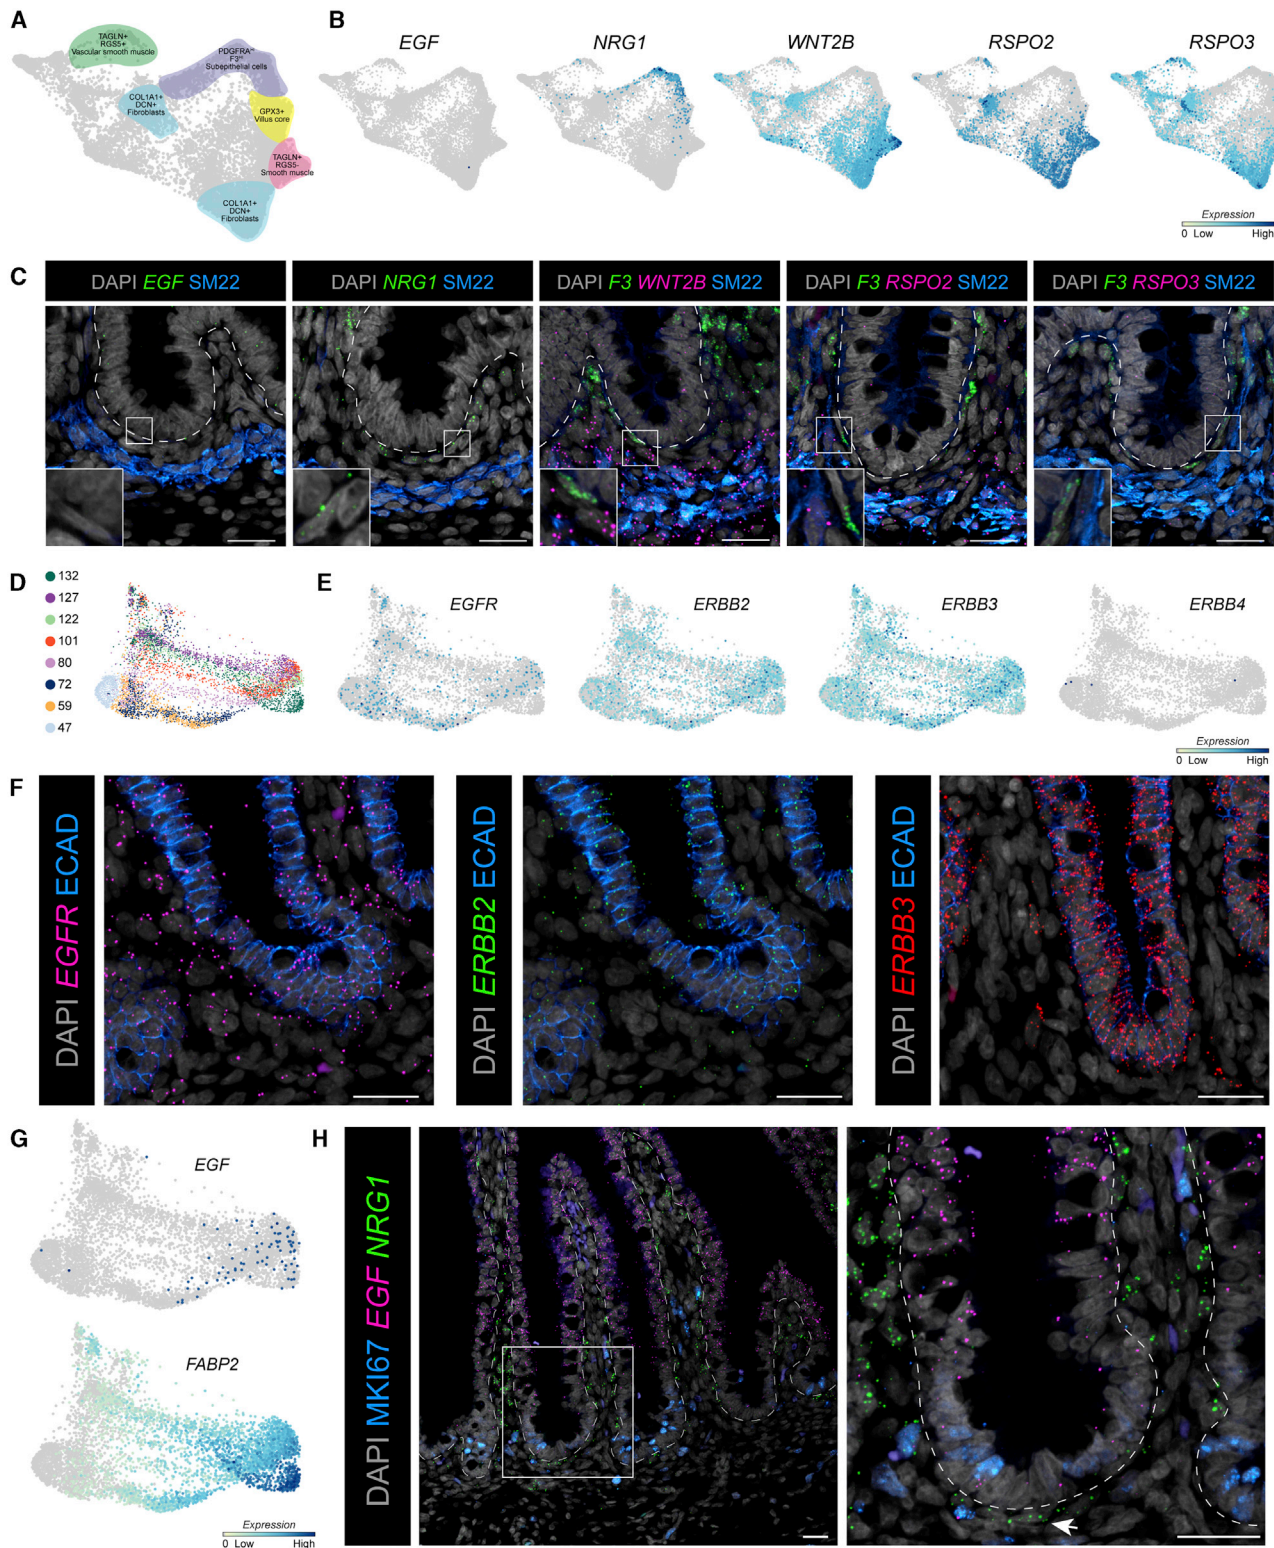 A
TAGLN+
RGS5+
Vascular smooth muscle
PDGFRAhi
F3hi
Subepithelial cells
COL1A1+
DCN+
Fibroblasts
GPX3+
Villus core
TAGLN+
RGS5-
Smooth muscle
COL1A1+
DCN+
Fibroblasts
B
EGF
NRG1
WNT2B
RSPO2
RSPO3
Expression
0 Low High
C
DAPI EGF SM22
DAPI NRG1 SM22
DAPI F3 WNT2B SM22
DAPI F3 RSPO2 SM22
DAPI F3 RSPO3 SM22
D
132
127
122
101
80
72
59
47
E
EGFR
ERBB2
ERBB3
ERBB4
Expression
0 Low High
F
DAPI EGFR ECAD
DAPI ERBB2 ECAD
DAPI ERBB3 ECAD
G
EGF
FABP2
Expression
0 Low High
H
DAPI MKI67 EGF NRG1